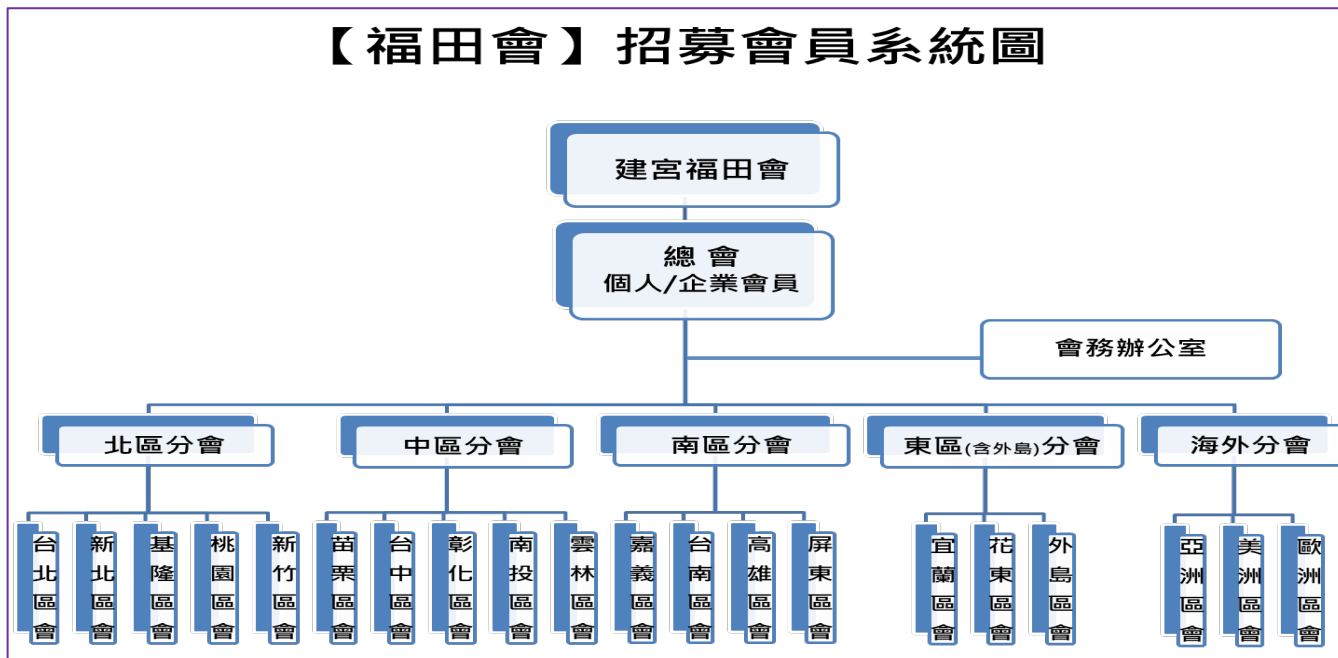 【福田會】招募會員系統圖
建宮福田會
總會
個人/企業會員
會務辦公室
北區分會
中區分會
南區分會
東區(含外島)分會
海外分會
台北區會
新北區會
基隆區會
桃園區會
新竹區會
苗栗區會
台中區會
彰化區會
南投區會
雲林區會
嘉義區會
台南區會
高雄區會
屏東區會
宜蘭區會
花東區會
外島區會
亞洲區會
美洲區會
歐洲區會